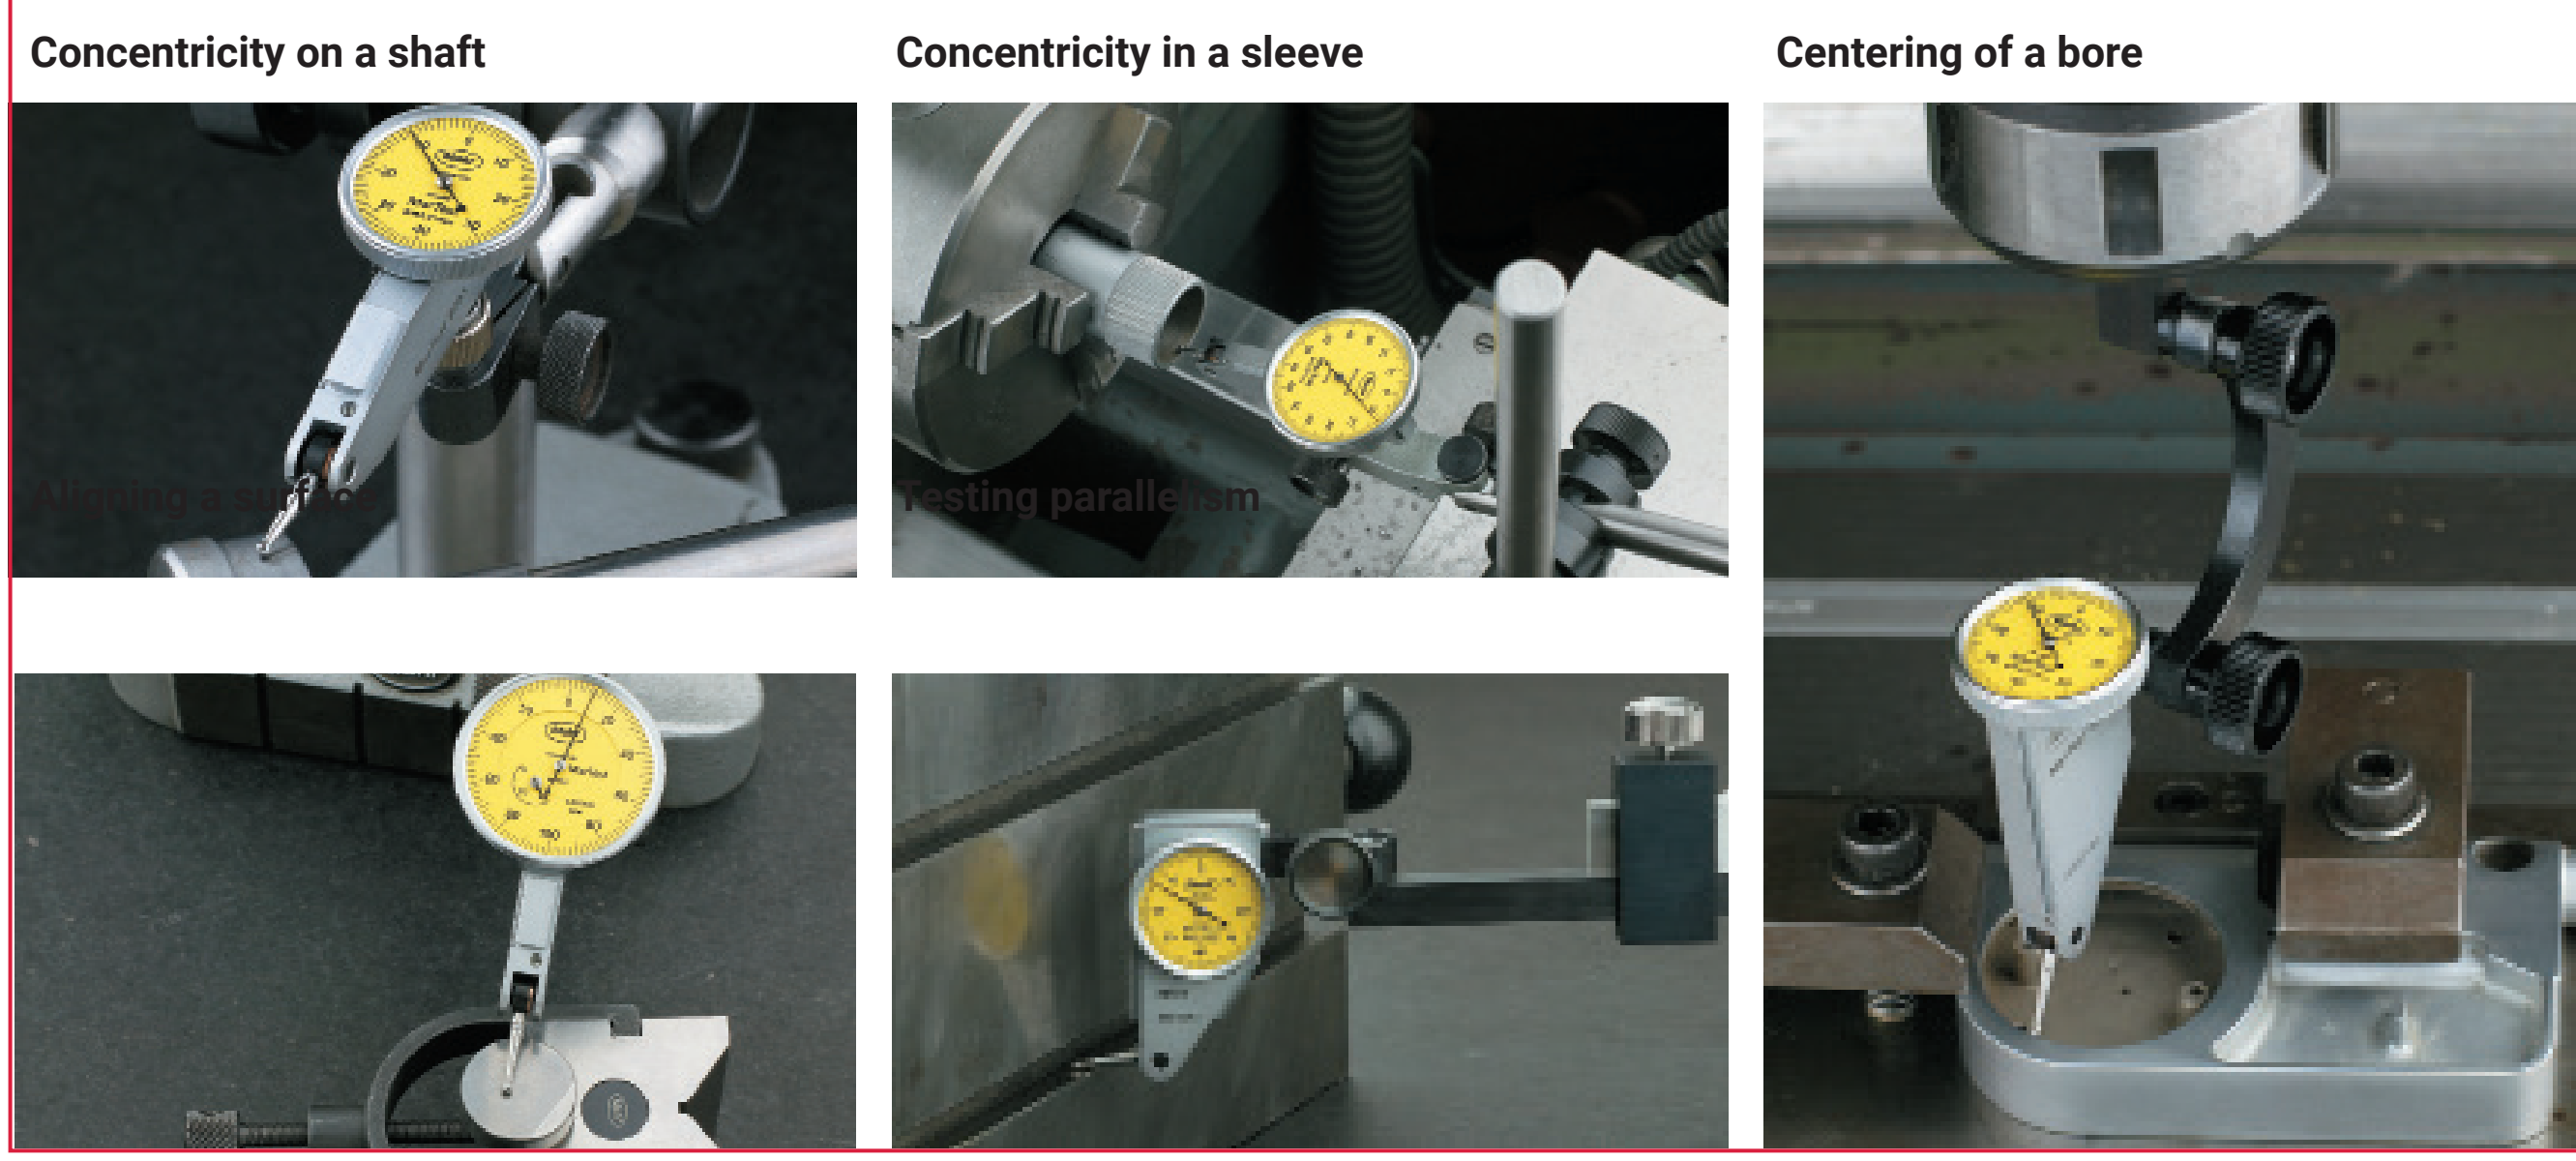 Concentricity on a shaft
Concentricity in a sleeve
Centering of a bore
Aligning a surface
Testing parallelism